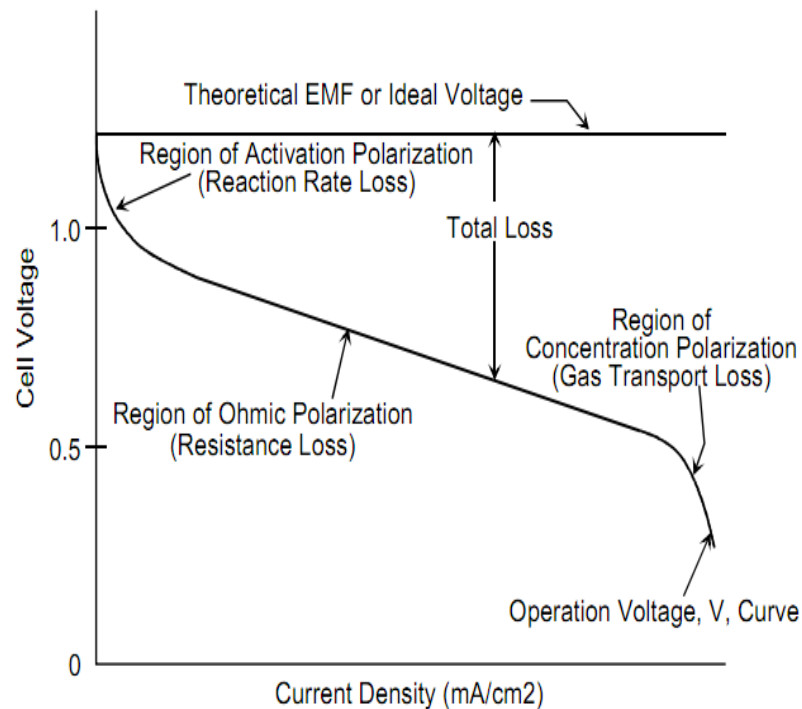 Theoretical EMF or Ideal Voltage
Region of Activation Polarization
(Reaction Rate Loss)
Total Loss
1.0
Region of
Concentration Polarization
(Gas Transport Loss)
Cell Voltage
Region of Ohmic Polarization
(Resistance Loss)
0.5
Operation Voltage, V, Curve
0
Current Density (mA/cm2)